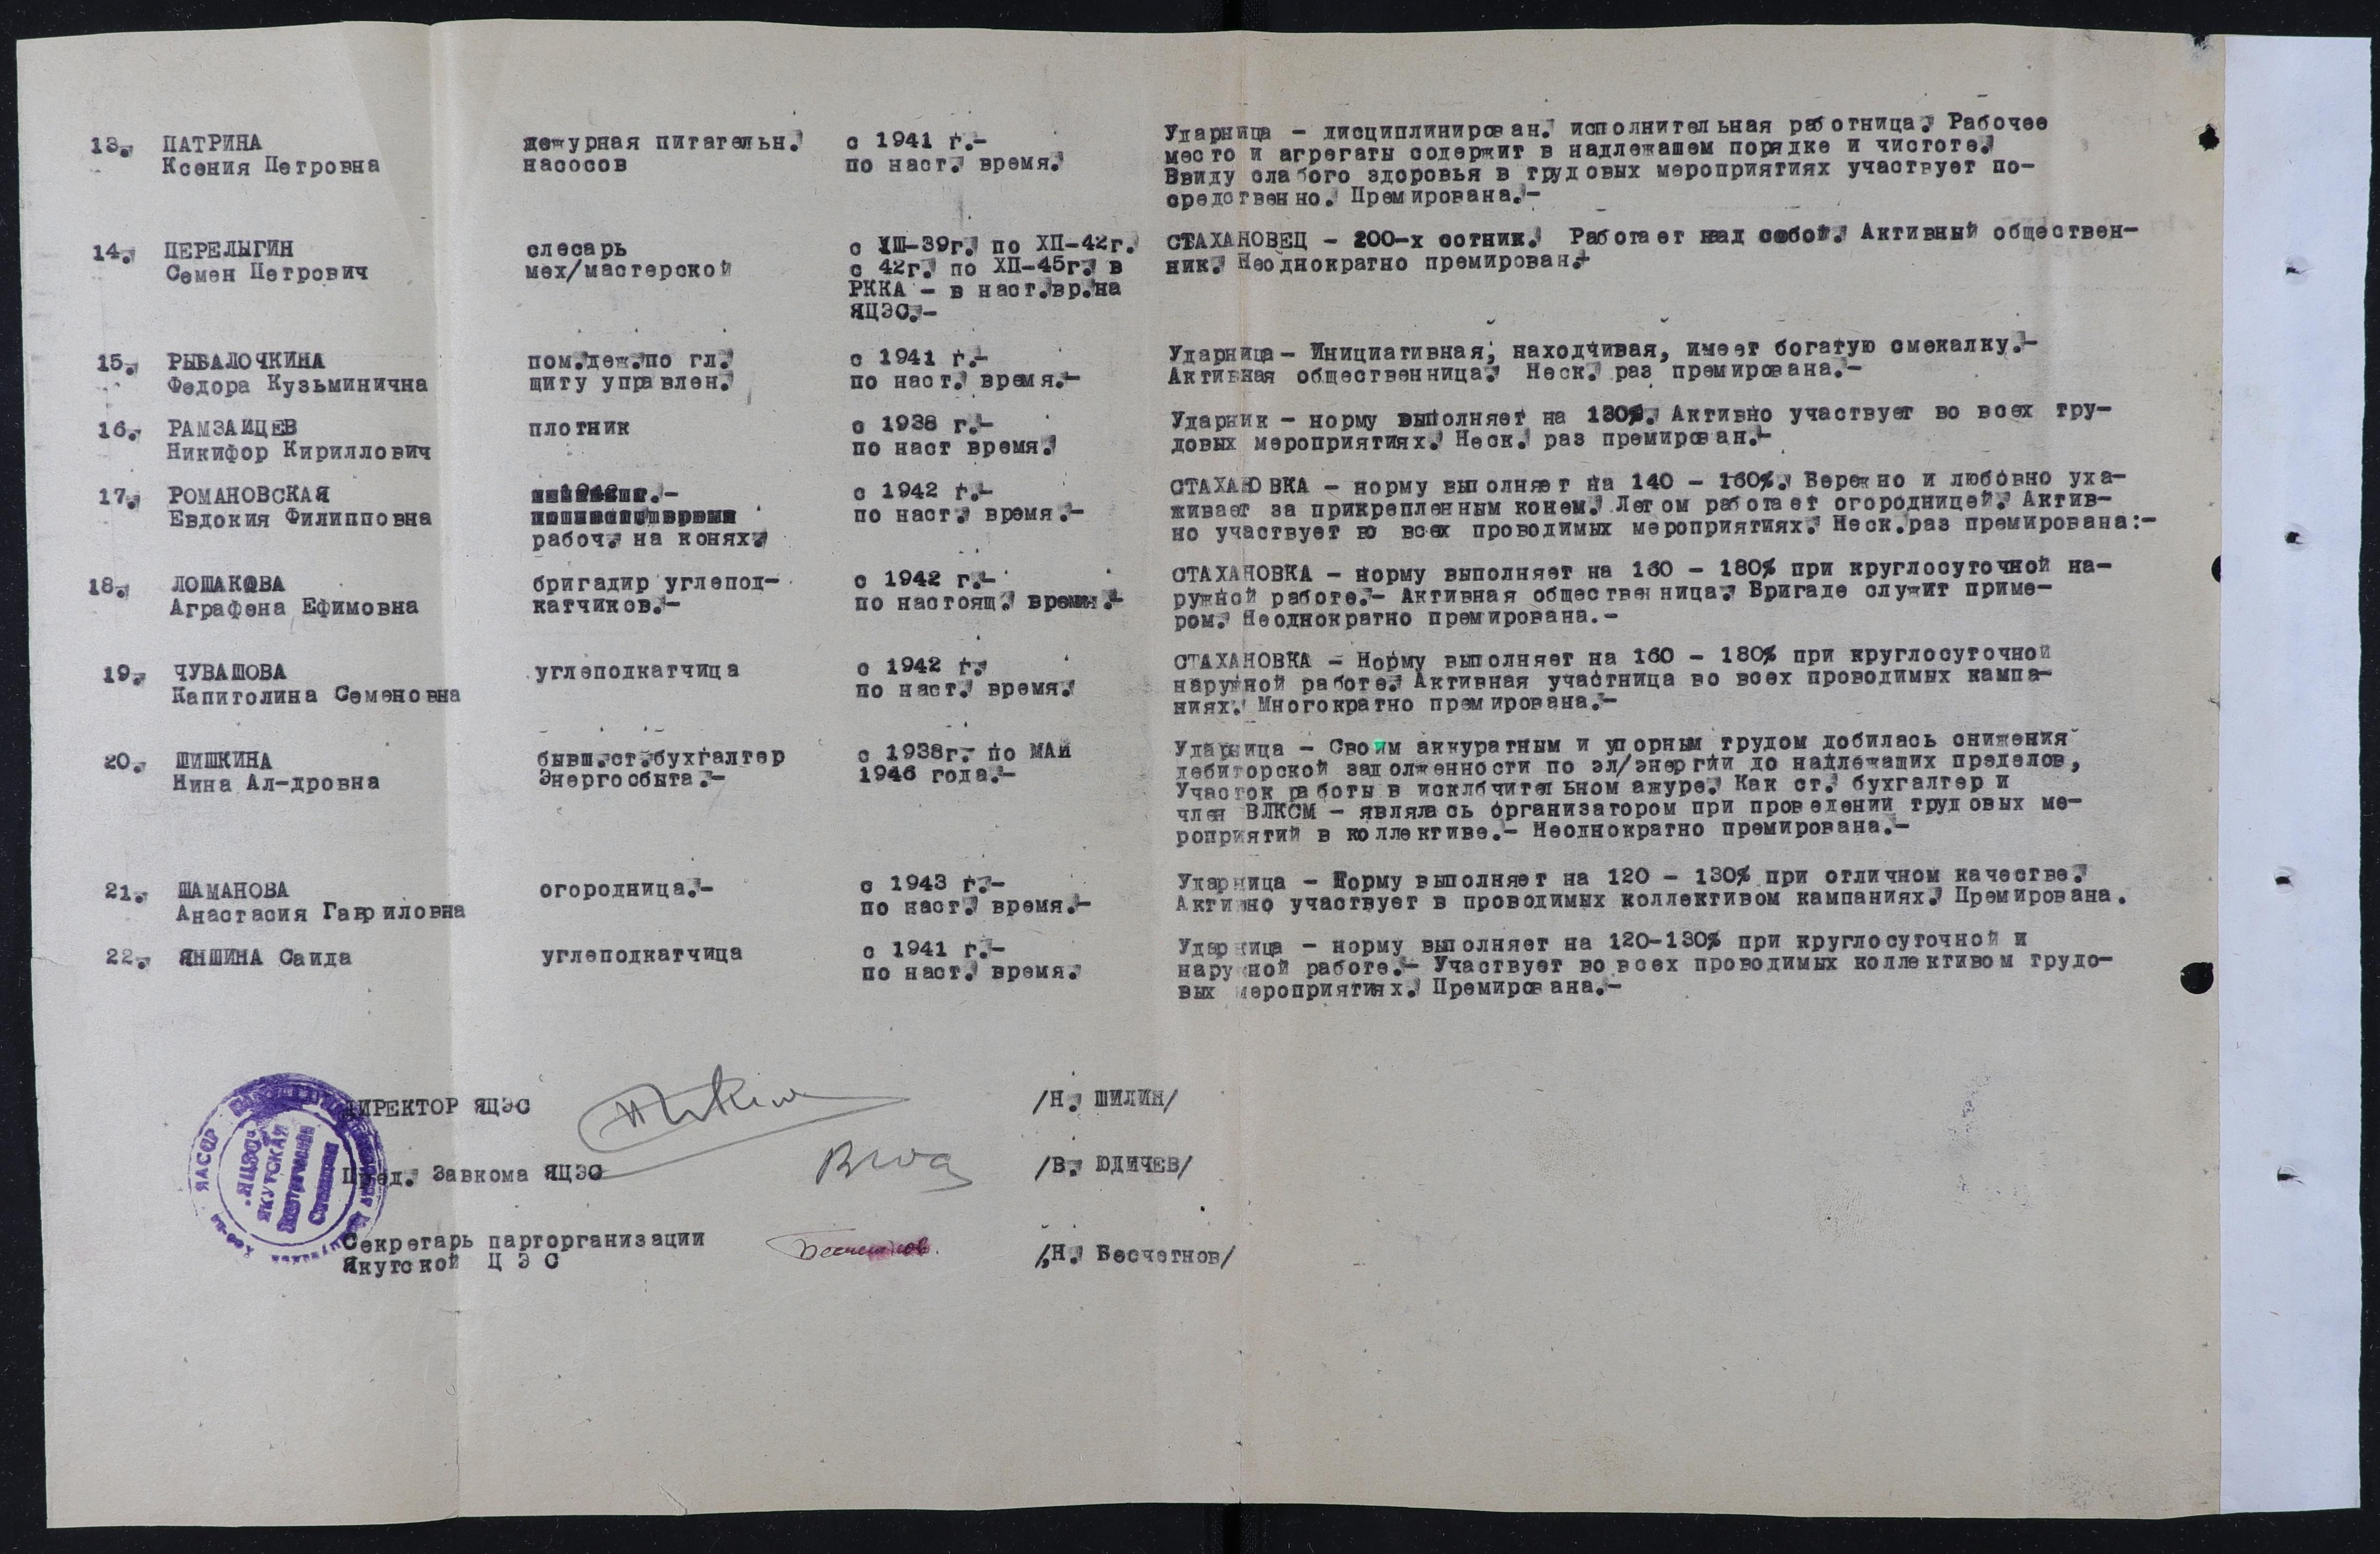 13. ПАТРИНА
Ксения Петровна
дежурная питательн.
насосов
с 1941 г.-
по наст. время.
Ударница - дисциплинирован. исполнительная работница. Рабочее
место и агрегаты содержит в надлежашем порядке и чистоте.
Ввиду слабого здоровья в трудовых мероприятиях участвует по-
средственно. Премирована.-
14. ПЕРЕЛЫГИН
Семен Петрович
слесарь
мех/мастерской
с УШ-39г. по ХП-42г.
с 42г. по ХП-45г. в
РККА - в наст.вр.на
ЯЦЭС.-
СТАХАНОВЕЦ - 200-х сотник. Работает над собой. Активный обществен-
ник. Неоднократно премирован.-
15. РЫБАЛОЧКИНА
Федора Кузьминична
пом.деж.по гл.
щиту управлен.
с 1941 г.-
по наст. время.-
Ударница - Инициативная, находчивая, имеет богатую смекалку.-
Активная общественница. Неск. раз премирована.-
16. РАМЗАЙЦЕВ
Никифор Кириллович
плотник
с 1938 г.-
по наст время.
Ударник - норму выполняет на 130%. Активно участвует во всех тру-
довых мероприятиях. Неск. раз премирован.-
17. РОМАНОВСКАЯ
Евдокия Филипповна
рабоч. на конях.
с 1942 г.-
по наст. время.-
СТАХАНОВКА - норму выполняет на 140 - 160%. Бережно и любовно уха-
живает за прикрепленным конем. Летом работает огородницей. Актив-
но участвует во всех проводимых мероприятиях. Неск.раз премирована:-
18. ЛОШАКОВА
Аграфена Ефимовна
бригадир углепод-
катчиков.-
с 1942 г.-
по настоящ. время.-
СТАХАНОВКА - норму выполняет на 160 - 180% при круглосуточной на-
ружной работе.- Активная общественница. Бригаде служит приме-
ром. Неоднократно премирована.-
19. ЧУВАШОВА
Капитолина Семеновна
углеподкатчица
с 1942 г.
по наст. время.
СТАХАНОВКА - Норму выполняет на 160 - 180% при круглосуточной
наружной работе. Активная участница во всех проводимых кампа-
ниях. Многократно премирована.-
20. ШИШКИНА
Нина Ал-дровна
бывш.ст.бухгалтер
Энергосбыта.-
с 1938г. по МАЙ
1946 года.-
Ударница - Своим аккуратным и упорным трудом добилась снижения
дебиторской задолженности по эл/энергии до надлежаших пределов,
Участок работы в исключительном ажуре. Как ст. бухгалтер и
член ВЛКСМ - являлась организатором при проведении трудовых ме-
роприятий в коллективе.- Неоднократно премирована.-
21. ШАМАНОВА
Анастасия Гавриловна
огородница.-
с 1943 г.-
по наст. время.-
Ударница - Норму выполняет на 120 - 130% при отличном качестве.
Активно участвует в проводимых коллективом кампаниях. Премирована.
22. ЯНШИНА Саида
углеподкатчица
с 1941 г.-
по наст. время.
Ударница - норму выполняет на 120-130% при круглосуточной и
наружной работе.- Участвует во всех проводимых коллективом трудо-
вых мероприятиях. Премирована.-
ДИРЕКТОР ЯЦЭС
/Н. ШИЛИН/
Пред. Завкома ЯЦЭС
/В. ЮДИЧЕВ/
Секретарь парторганизации
Якутской Ц Э С
Бесчетнов.
/Н. Бесчетнов/
ЯАССР
"ЯЦЭС"
ЯКУТСКАЯ
Электрическая
Станция